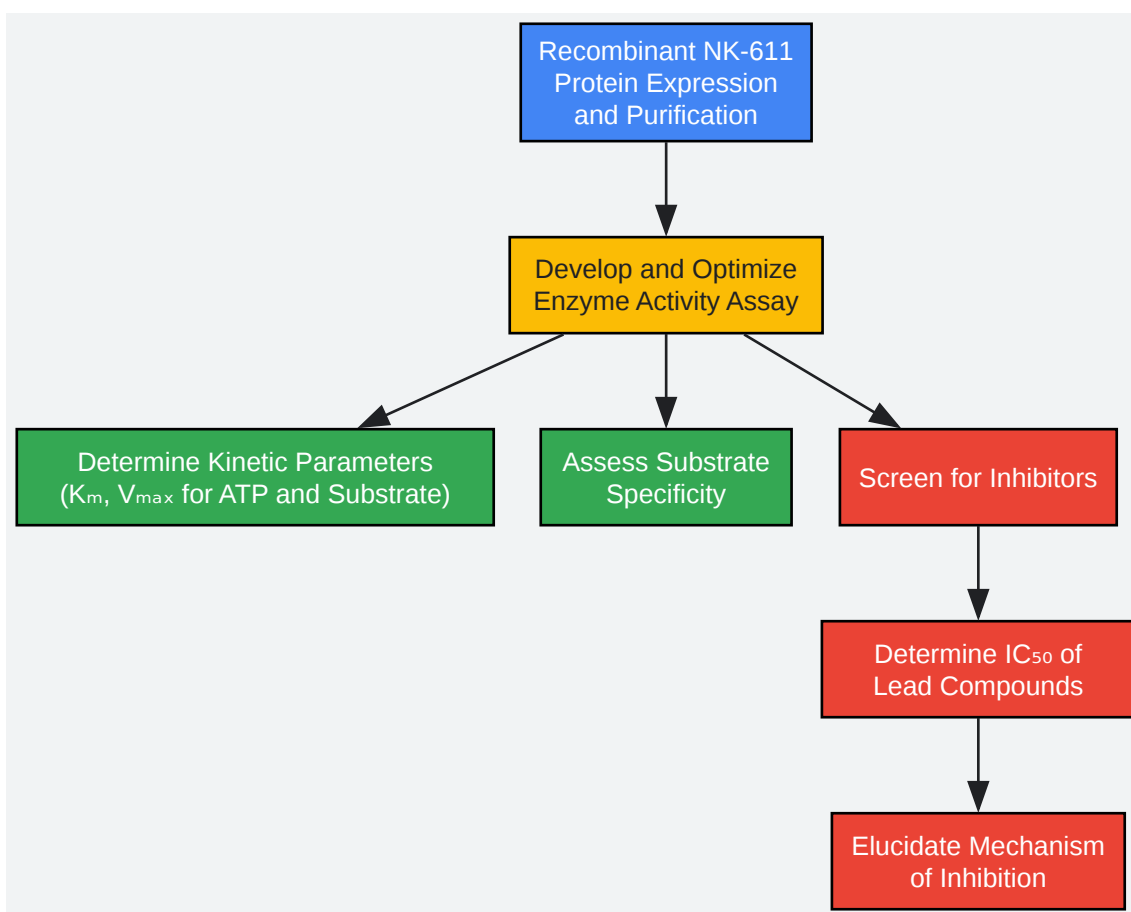 Recombinant NK-611
Protein Expression
and Purification
Develop and Optimize
Enzyme Activity Assay
Determine Kinetic Parameters
(Kₘ, Vₘₐₓ for ATP and Substrate)
Assess Substrate
Specificity
Screen for Inhibitors
Determine IC₅₀ of
Lead Compounds
Elucidate Mechanism
of Inhibition